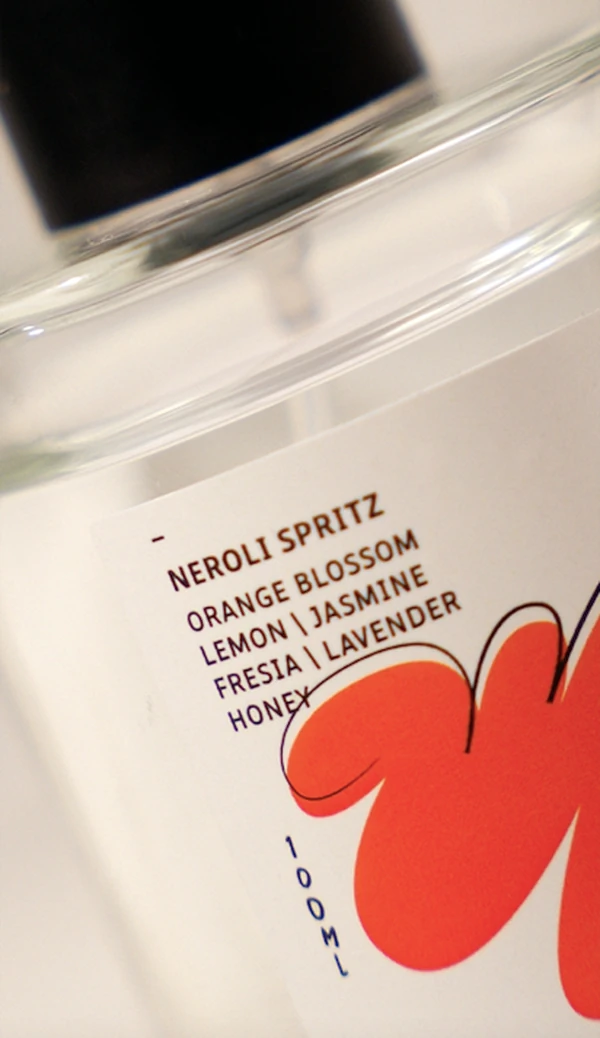 –
NEROLI SPRITZ
ORANGE BLOSSOM
LEMON \ JASMINE
FRESIA \ LAVENDER
HONEY
100ML